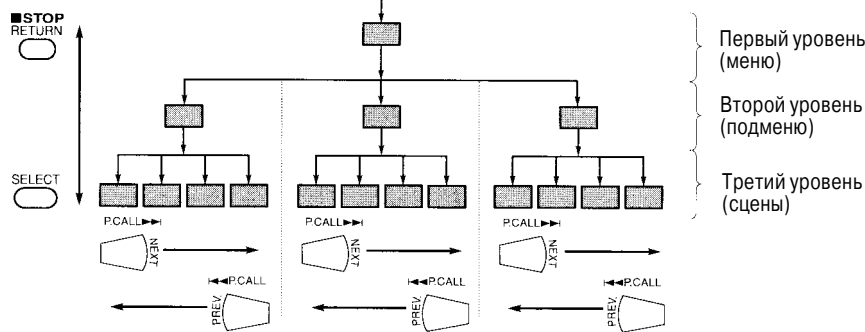 ■STOP
RETURN
Первый уровень
(меню)
Второй уровень
(подменю)
SELECT
Третий уровень
(сцены)
P.CALL►►I
NEXT
P.CALL►►I
NEXT
P.CALL►►I
NEXT
I◄◄P.CALL
PREV.
I◄◄P.CALL
PREV.
I◄◄P.CALL
PREV.